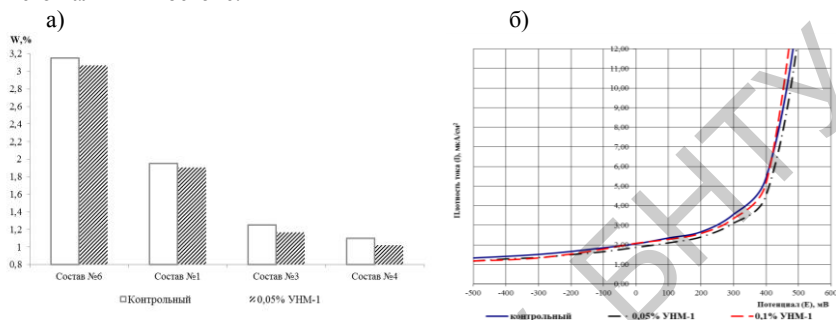 а)
б)
W,%
3,2
3
2,8
2,6
2,4
2,2
2
1,8
1,6
1,4
1,2
1
0,8
Состав №6 Состав №1 Состав №3 Состав №4
Контрольный 0,05% УНМ-1
Плотность тока (I), мкА/см²
12,00
11,00
10,00
9,00
8,00
7,00
6,00
5,00
4,00
3,00
2,00
1,00
0,00
-500 -400 -300 -200 -100 0 100 200 300 400 500 600
Потенциал (Е), мВ
контрольный 0,05% УНМ-1 0,1% УНМ-1
БНТУ